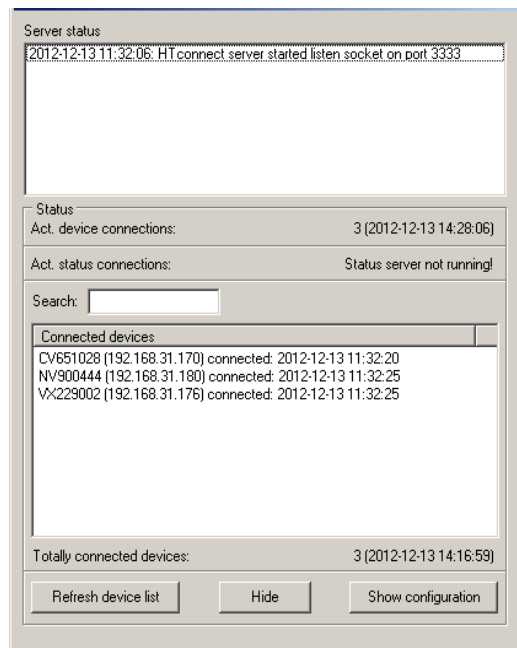 Server status
2012-12-13 11:32:06: HTconnect server started listen socket on port 3333
Status
Act. device connections: 3 (2012-12-13 14:28:06)
Act. status connections: Status server not running!
Search:
Connected devices
CV651028 (192.168.31.170) connected: 2012-12-13 11:32:20
NV900444 (192.168.31.180) connected: 2012-12-13 11:32:25
VX229002 (192.168.31.176) connected: 2012-12-13 11:32:25
Totally connected devices: 3 (2012-12-13 14:16:59)
Refresh device list Hide Show configuration